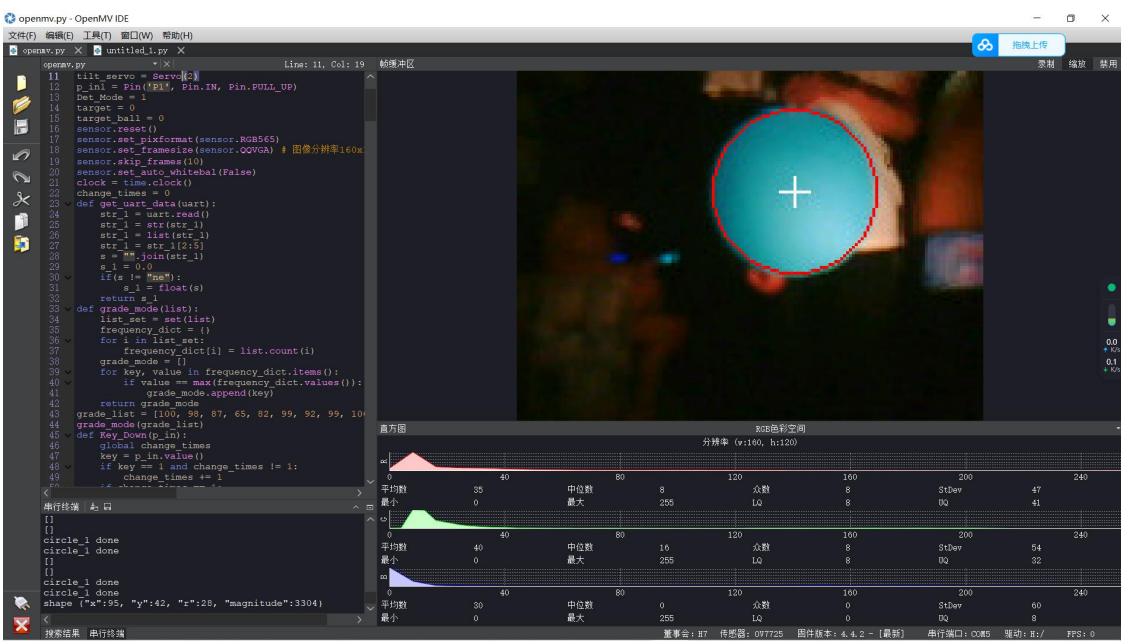 openmv.py - OpenMV IDE
文件(F) 编辑(E) 工具(T) 窗口(W) 帮助(H)
openmv.py untitled_1.py
拖拽上传
openmv.py Line: 11, Col: 19 帧缓冲区 录制 缩放 禁用
11 tilt_servo = Servo(2)
12 p_in1 = Pin('P1', Pin.IN, Pin.PULL_UP)
13 Det_Mode = 1
14 target = 0
15 target_ball = 0
16 sensor.reset()
17 sensor.set_pixformat(sensor.RGB565)
18 sensor.set_framesize(sensor.QQVGA) # 图像分辨率160x
19 sensor.skip_frames(10)
20 sensor.set_auto_whitebal(False)
21 clock = time.clock()
22 change_times = 0
23 def get_uart_data(uart):
24 str_1 = uart.read()
25 str_1 = str(str_1)
26 str_1 = list(str_1)
27 str_1 = str_1[2:5]
28 s = "".join(str_1)
29 s_1 = 0.0
30 if(s != "ne"):
31 s_1 = float(s)
32 return s_1
33 def grade_mode(list):
34 list_set = set(list)
35 frequency_dict = {}
36 for i in list_set:
37 frequency_dict[i] = list.count(i)
38 grade_mode = []
39 for key, value in frequency_dict.items():
40 if value == max(frequency_dict.values()):
41 grade_mode.append(key)
42 return grade_mode
43 grade_list = [100, 98, 87, 65, 82, 99, 92, 99, 100
44 grade_mode(grade_list)
45 def Key_Down(p_in):
46 global change_times
47 key = p_in.value()
48 if key == 1 and change_times != 1:
49 change_times += 1
0.0
K/s
0.1
K/s
直方图 RGB色彩空间
分辨率 (w:160, h:120)
R
0 40 80 120 160 200 240
平均数 35 中位数 8 众数 8 StDev 47
最小 0 最大 255 LQ 8 UQ 41
G
0 40 80 120 160 200 240
平均数 40 中位数 16 众数 8 StDev 54
最小 0 最大 255 LQ 8 UQ 32
B
0 40 80 120 160 200 240
平均数 30 中位数 0 众数 0 StDev 60
最小 0 最大 255 LQ 0 UQ 8
串行终端
[]
[]
circle_1 done
circle_1 done
[]
[]
circle_1 done
circle_1 done
shape {"x":95, "y":42, "r":28, "magnitude":3304}
搜索结果 串行终端 董事会: H7 传感器: OV7725 固件版本: 4.4.2 - [最新] 串行端口: COM5 驱动: H:/ FPS: 0